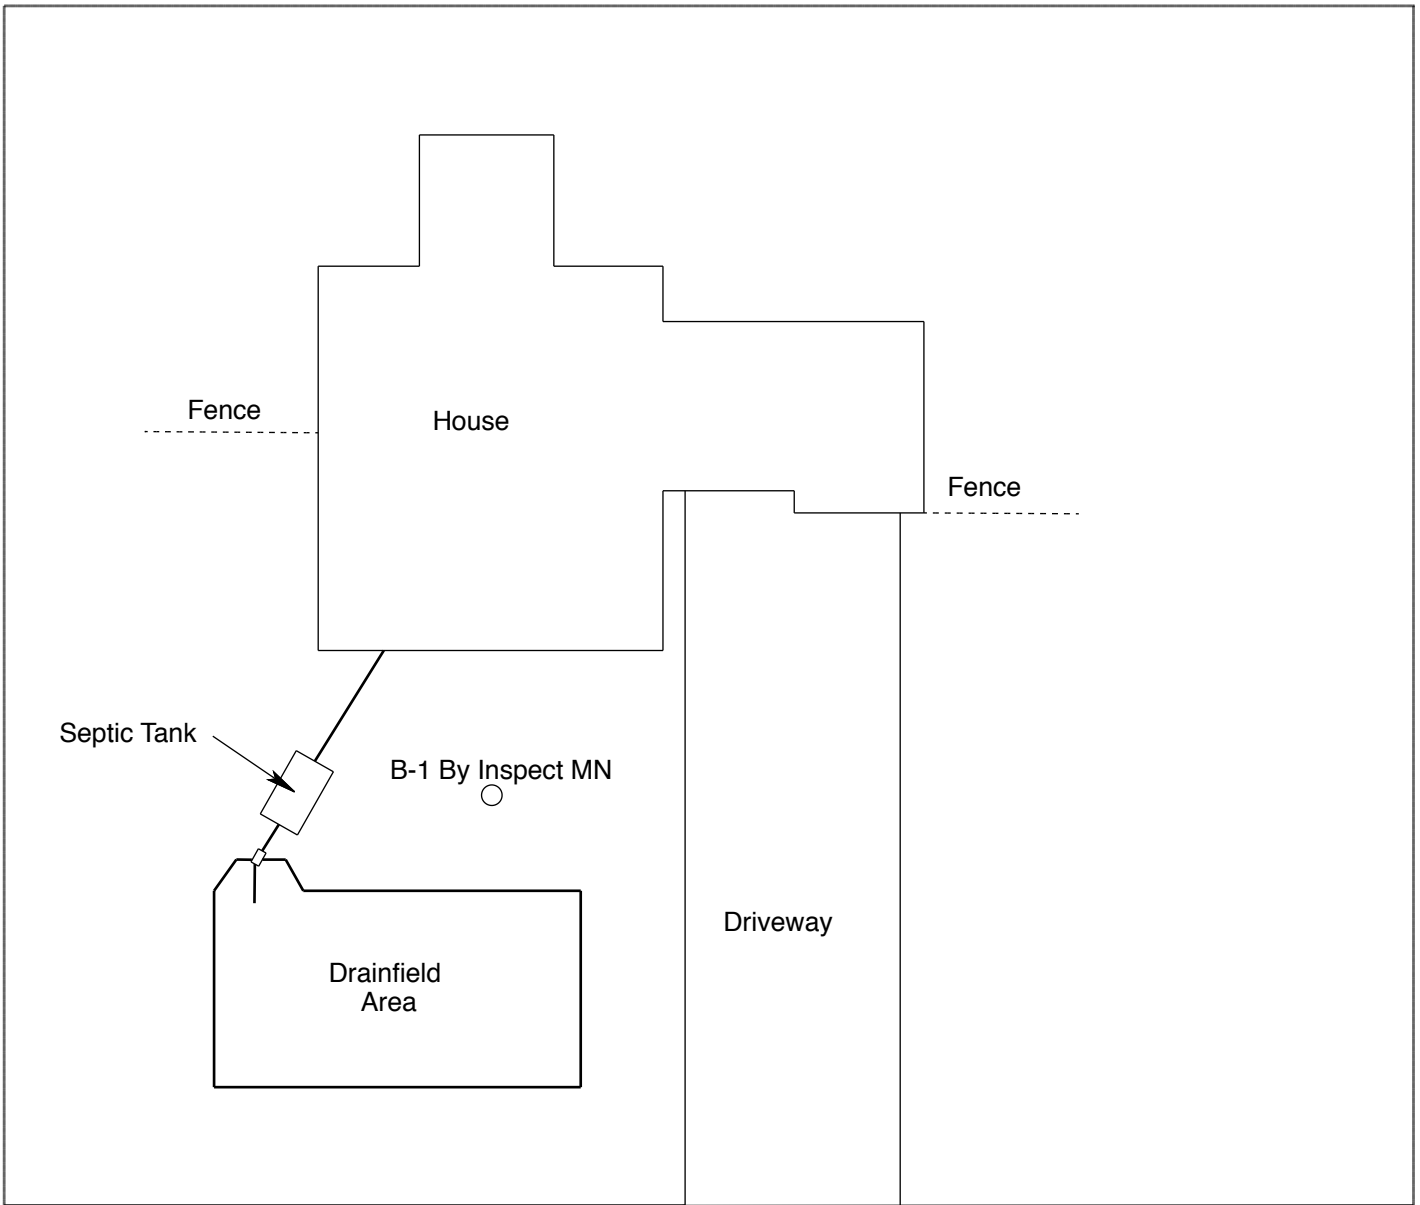 Fence
House
Fence
Septic Tank
B-1 By Inspect MN
Driveway
Drainfield
Area